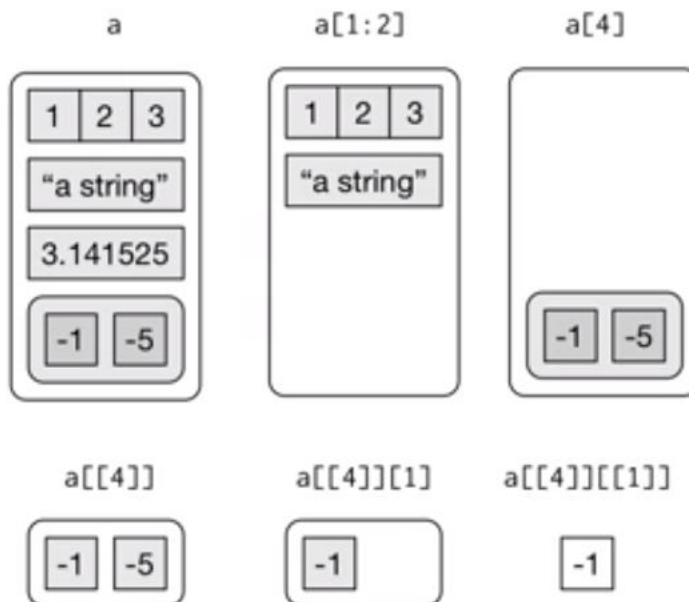 a
a[1:2]
a[4]
1 2 3
"a string"
3.141525
-1 -5
1 2 3
"a string"
-1 -5
a[[4]]
a[[4]][1]
a[[4]][[1]]
-1 -5
-1
-1